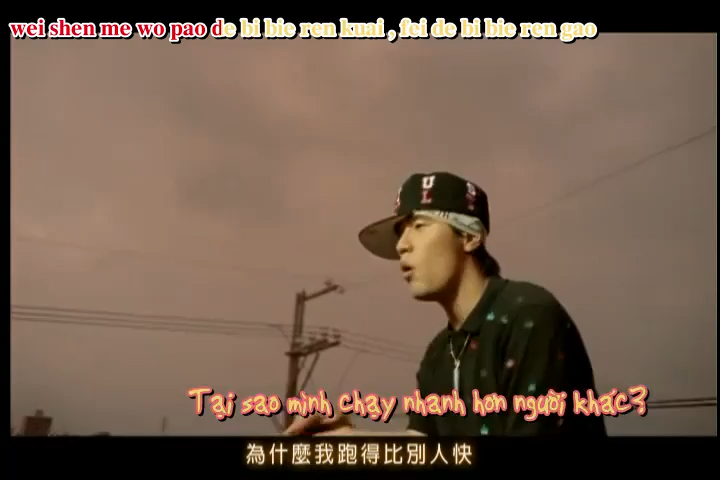 wei shen me wo pao de bi bie ren kuai , fei de bi bie ren gao
U
L
Tại sao mình chạy nhanh hơn người khác?
為什麼我跑得比別人快